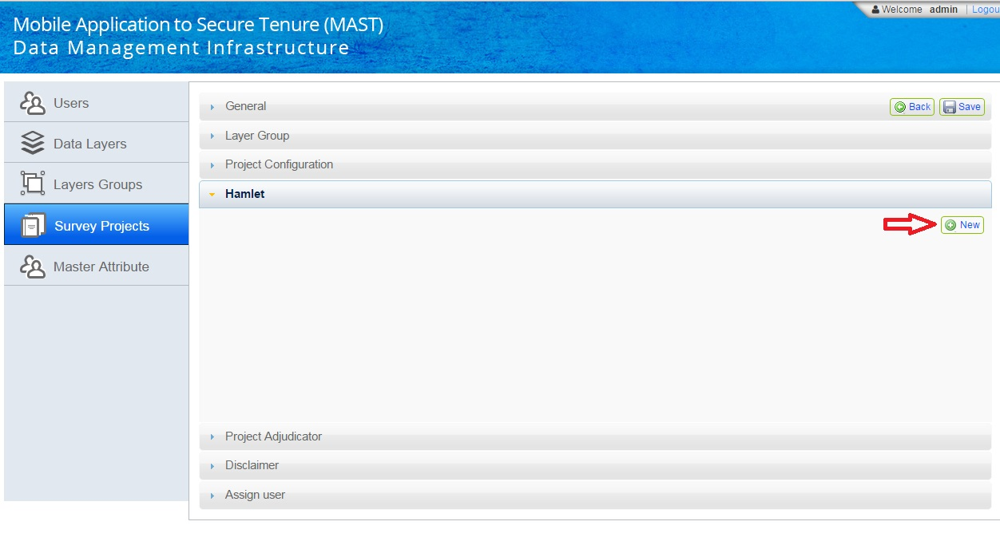 Mobile Application to Secure Tenure (MAST)
Data Management Infrastructure
Welcome admin | Logou
Users
Data Layers
Layers Groups
Survey Projects
Master Attribute
General
Back
Save
Layer Group
Project Configuration
Hamlet
New
Project Adjudicator
Disclaimer
Assign user